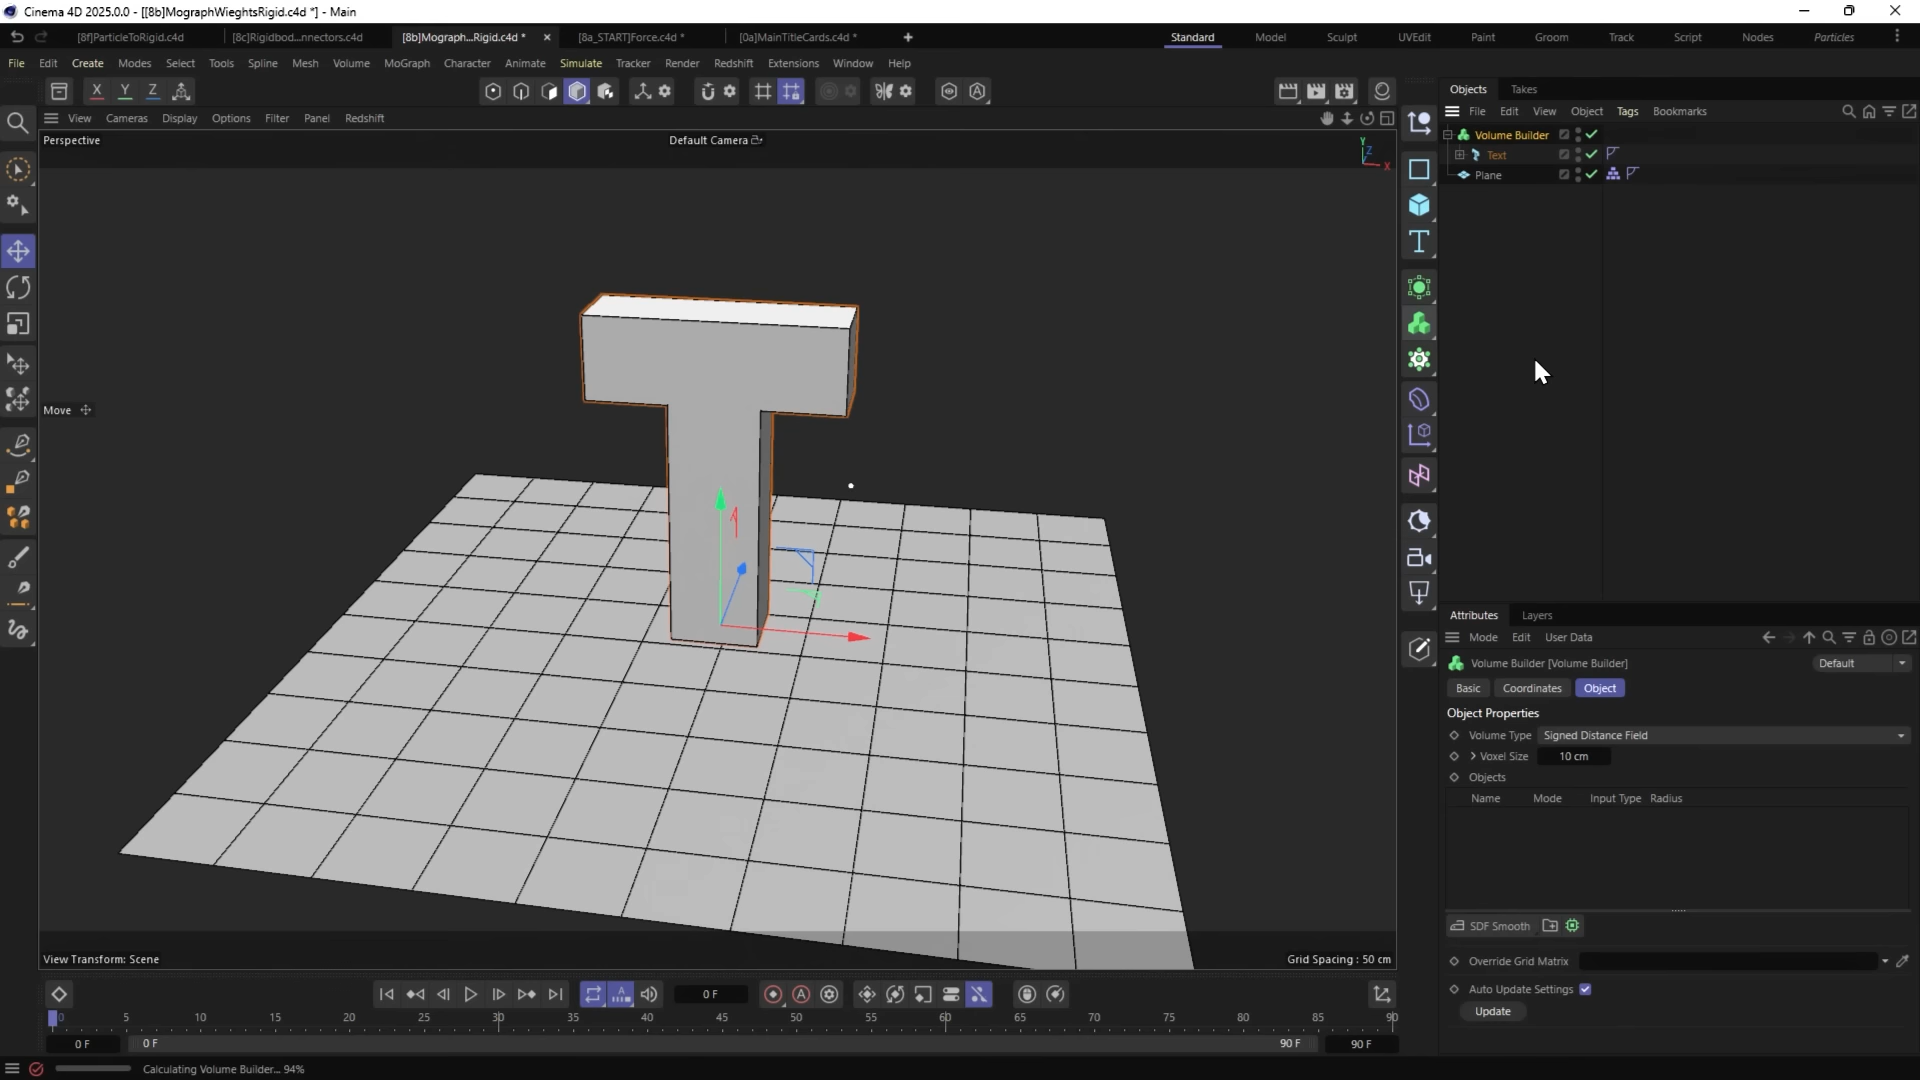 Cinema 4D 2025.0.0 - [[8b]MographWieghtsRigid.c4d *] - Main
[8f]ParticleToRigid.c4d
[8c]Rigidbod...nnectors.c4d
[8b]Mograph...Rigid.c4d *
[8a_START]Force.c4d *
[0a]MainTitleCards.c4d *
Standard
Model
Sculpt
UVEdit
Paint
Groom
Track
Script
Nodes
Particles
File Edit Create Modes Select Tools Spline Mesh Volume MoGraph Character Animate Simulate Tracker Render Redshift Extensions Window Help
X Y Z
Objects Takes
File Edit View Object Tags Bookmarks
View Cameras Display Options Filter Panel Redshift
Perspective
Default Camera
Y
Z
X
Volume Builder
Text
Plane
Move
Attributes Layers
Mode Edit User Data
Volume Builder [Volume Builder]
Default
Basic Coordinates Object
Object Properties
Volume Type Signed Distance Field
Voxel Size 10 cm
Objects
Name Mode Input Type Radius
SDF Smooth
Override Grid Matrix
Auto Update Settings
Update
View Transform: Scene
Grid Spacing : 50 cm
0 F
0 5 10 15 20 25 30 35 40 45 50 55 60 65 70 75 80 85 90
0 F 0 F 90 F 90 F
Calculating Volume Builder... 94%